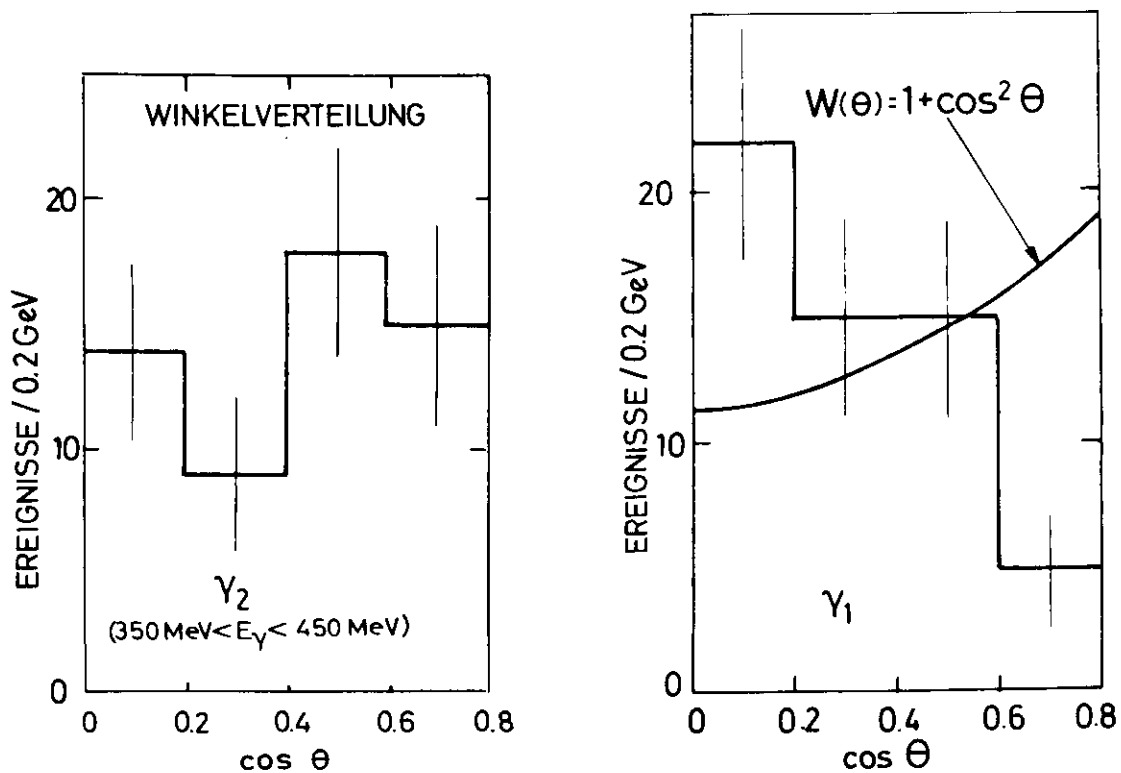 WINKELVERTEILUNG
EREIGNISSE / 0.2 GeV
20
10
0
γ₂
(350 MeV < Eγ < 450 MeV)
0 0.2 0.4 0.6 0.8
cos θ
W(θ) = 1 + cos² θ
EREIGNISSE / 0.2 GeV
20
10
0
γ₁
0 0.2 0.4 0.6 0.8
cos θ